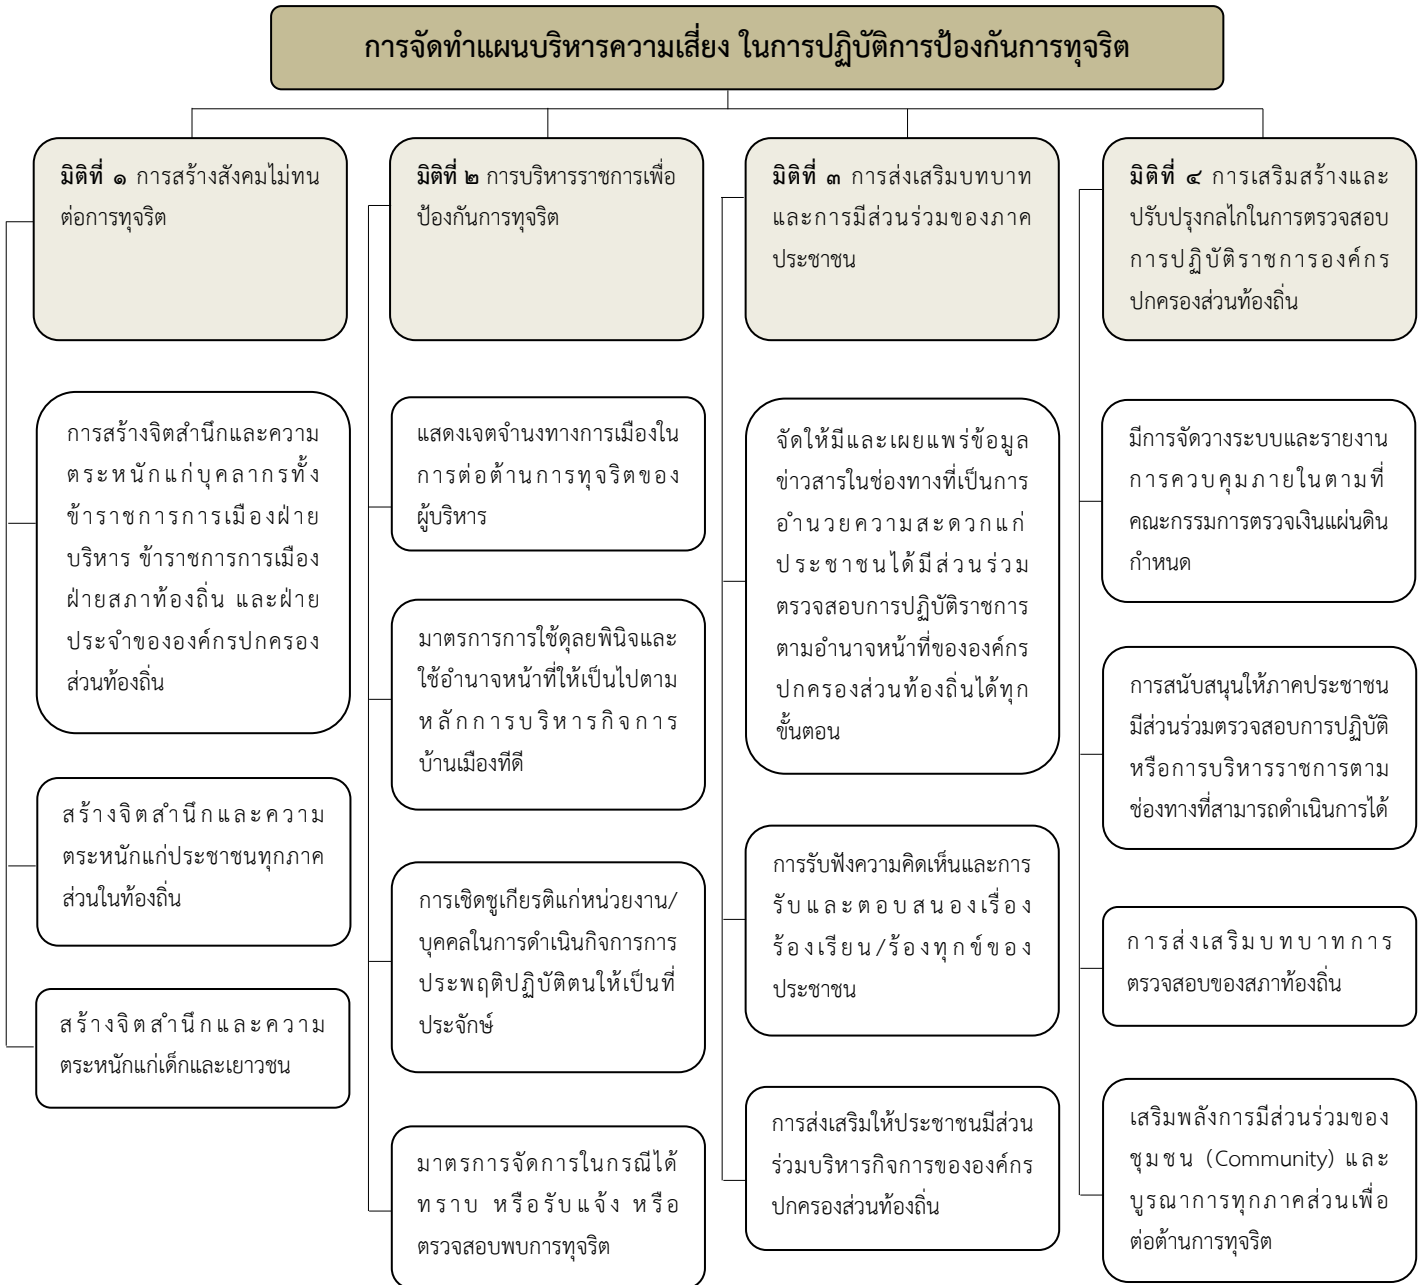 การจัดทำแผนบริหารความเสี่ยง ในการปฏิบัติการป้องกันการทุจริต
มิติที่ ๑ การสร้างสังคมไม่ทน
ต่อการทุจริต
การสร้างจิตสำนึกและความ
ตระหนักแก่บุคลากรทั้ง
ข้าราชการการเมืองฝ่าย
บริหาร ข้าราชการการเมือง
ฝ่ายสภาท้องถิ่น และฝ่าย
ประจำขององค์กรปกครอง
ส่วนท้องถิ่น
สร้างจิตสำนึกและความ
ตระหนักแก่ประชาชนทุกภาค
ส่วนในท้องถิ่น
สร้างจิตสำนึกและความ
ตระหนักแก่เด็กและเยาวชน
มิติที่ ๒ การบริหารราชการเพื่อ
ป้องกันการทุจริต
แสดงเจตจำนงทางการเมืองใน
การต่อต้านการทุจริตของ
ผู้บริหาร
มาตรการการใช้ดุลยพินิจและ
ใช้อำนาจหน้าที่ให้เป็นไปตาม
หลักการบริหารกิจการ
บ้านเมืองทีดี
การเชิดชูเกียรติแก่หน่วยงาน/
บุคคลในการดำเนินกิจการการ
ประพฤติปฏิบัติตนให้เป็นที่
ประจักษ์
มาตรการจัดการในกรณีได้
ทราบ หรือรับแจ้ง หรือ
ตรวจสอบพบการทุจริต
มิติที่ ๓ การส่งเสริมบทบาท
และการมีส่วนร่วมของภาค
ประชาชน
จัดให้มีและเผยแพร่ข้อมูล
ข่าวสารในช่องทางที่เป็นการ
อำนวยความสะดวกแก่
ประชาชนได้มีส่วนร่วม
ตรวจสอบการปฏิบัติราชการ
ตามอำนาจหน้าที่ขององค์กร
ปกครองส่วนท้องถิ่นได้ทุก
ขั้นตอน
การรับฟังความคิดเห็นและการ
รับและตอบสนองเรื่อง
ร้องเรียน/ร้องทุกข์ของ
ประชาชน
การส่งเสริมให้ประชาชนมีส่วน
ร่วมบริหารกิจการขององค์กร
ปกครองส่วนท้องถิ่น
มิติที่ ๔ การเสริมสร้างและ
ปรับปรุงกลไกในการตรวจสอบ
การปฏิบัติราชการองค์กร
ปกครองส่วนท้องถิ่น
มีการจัดวางระบบและรายงาน
การควบคุมภายในตามที่
คณะกรรมการตรวจเงินแผ่นดิน
กำหนด
การสนับสนุนให้ภาคประชาชน
มีส่วนร่วมตรวจสอบการปฏิบัติ
หรือการบริหารราชการตาม
ช่องทางที่สามารถดำเนินการได้
การส่งเสริมบทบาทการ
ตรวจสอบของสภาท้องถิ่น
เสริมพลังการมีส่วนร่วมของ
ชุมชน (Community) และ
บูรณาการทุกภาคส่วนเพื่อ
ต่อต้านการทุจริต